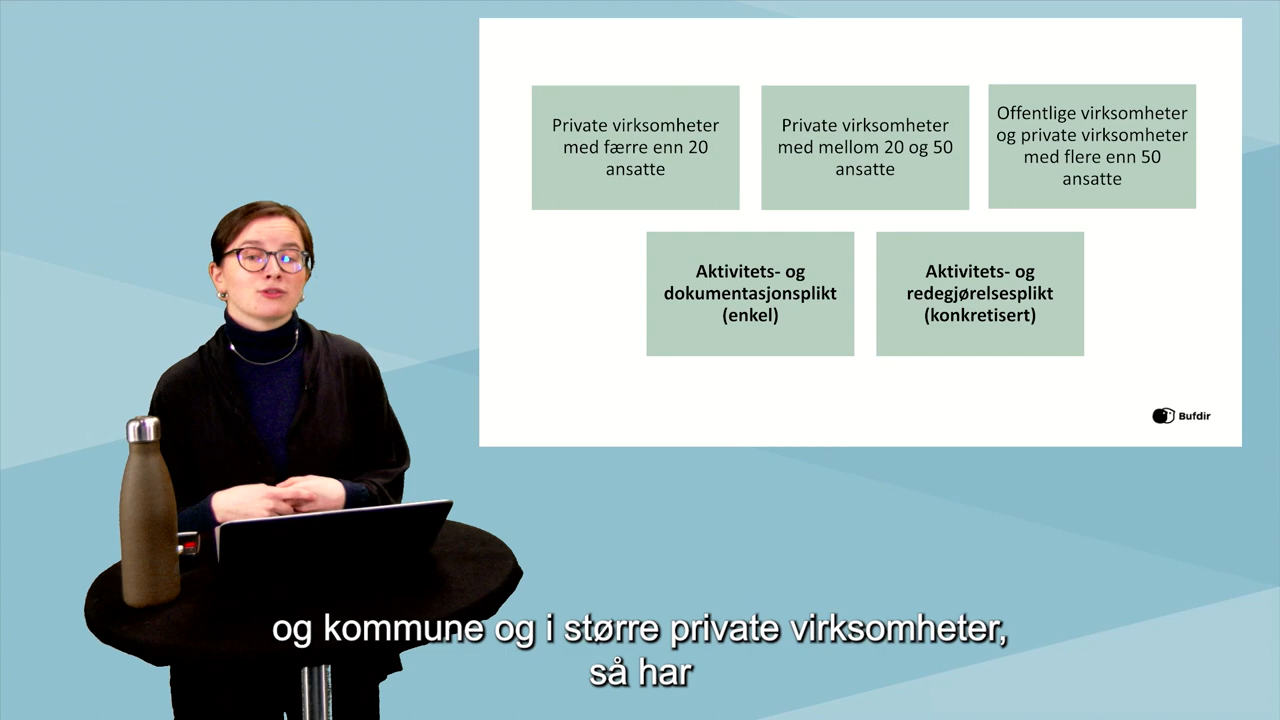 Private virksomheter
med færre enn 20
ansatte
Private virksomheter
med mellom 20 og 50
ansatte
Offentlige virksomheter
og private virksomheter
med flere enn 50
ansatte
Aktivitets- og
dokumentasjonsplikt
(enkel)
Aktivitets- og
redegjørelsesplikt
(konkretisert)
Bufdir
og kommune og i større private virksomheter,
så har